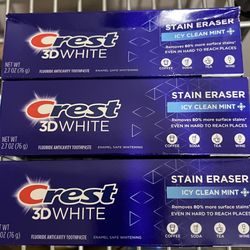 Crest
3DWHITE
NET WT
2.7 OZ (76 g)
FLUORIDE ANTICAVITY TOOTHPASTE
ENAMEL SAFE WHITENING
STAIN ERASER
ICY CLEAN MINT
Removes 80% more surface stains*
EVEN IN HARD TO REACH PLACES
COFFEE SODA TEA WINE
Crest
3DWHITE
NET WT
2.7 OZ (76 g)
FLUORIDE ANTICAVITY TOOTHPASTE
ENAMEL SAFE WHITENING
STAIN ERASER
ICY CLEAN MINT
Removes 80% more surface stains*
EVEN IN HARD TO REACH PLACES
COFFEE SODA TEA WINE
Crest
3DWHITE
OZ (76 g)
FLUORIDE ANTICAVITY TOOTHPASTE
ENAMEL SAFE WHITENING
STAIN ERASER
ICY CLEAN MINT
Removes 80% more surface stains*
EVEN IN HARD TO REACH PLACES
COFFEE SODA TEA WINE